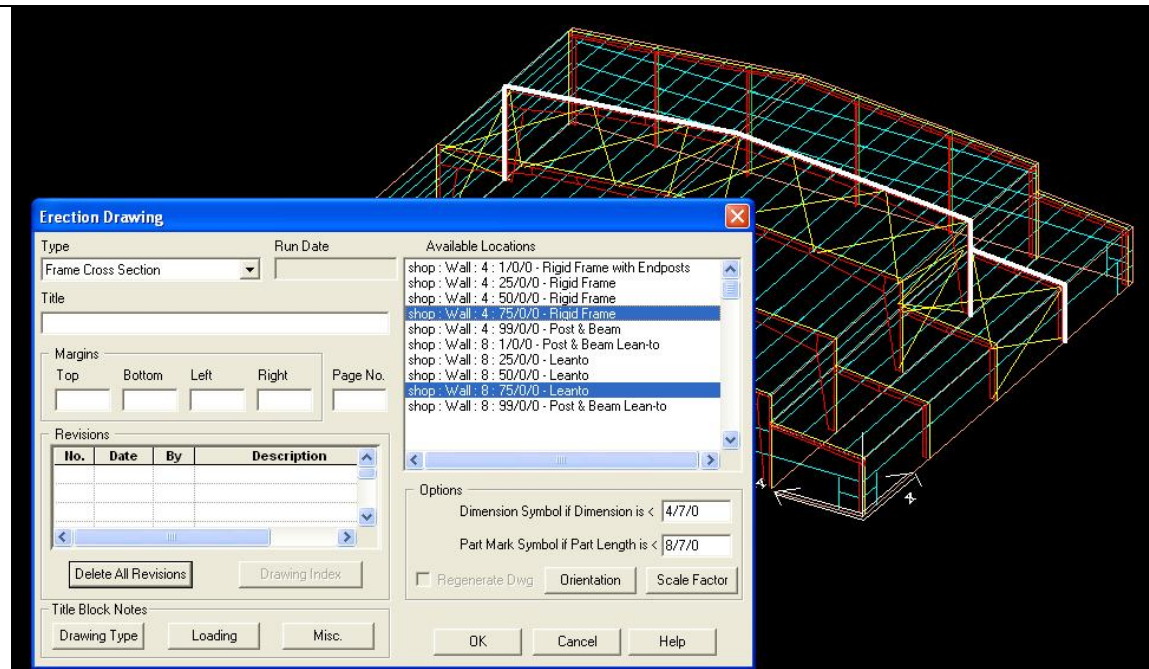 Erection Drawing
Type
Run Date
Available Locations
Frame Cross Section
shop : Wall : 4 : 1/0/0 - Rigid Frame with Endposts
shop : Wall : 4 : 25/0/0 - Rigid Frame
shop : Wall : 4 : 50/0/0 - Rigid Frame
shop : Wall : 4 : 75/0/0 - Rigid Frame
shop : Wall : 4 : 99/0/0 - Post & Beam
shop : Wall : 8 : 1/0/0 - Post & Beam Lean-to
shop : Wall : 8 : 25/0/0 - Leanto
shop : Wall : 8 : 50/0/0 - Leanto
shop : Wall : 8 : 75/0/0 - Leanto
shop : Wall : 8 : 99/0/0 - Post & Beam Lean-to
Title
Margins
Top Bottom Left Right Page No.
Revisions
No. Date By Description
Delete All Revisions Drawing Index
Title Block Notes
Drawing Type Loading Misc.
Options
Dimension Symbol if Dimension is < 4/7/0
Part Mark Symbol if Part Length is < 8/7/0
Regenerate Dwg Orientation Scale Factor
OK Cancel Help